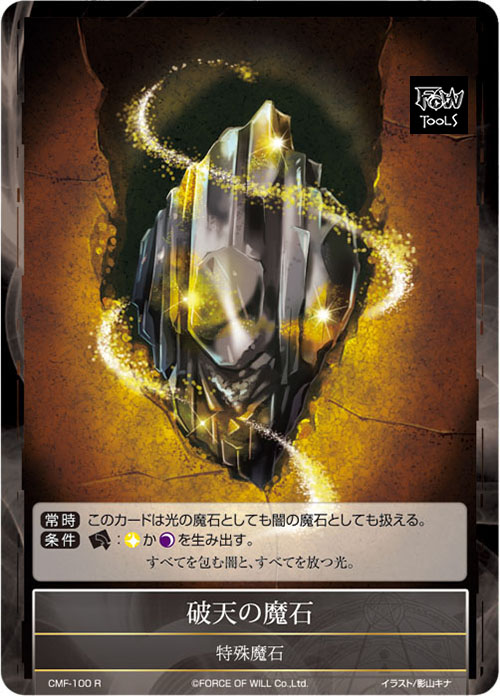 FOW
TOOLS
常時 このカードは光の魔石としても闇の魔石としても扱える。
条件 : か を生み出す。
すべてを包む闇と、すべてを放つ光。
破天の魔石
特殊魔石
CMF-100 R ©FORCE OF WILL Co.,Ltd. イラスト/影山キナ